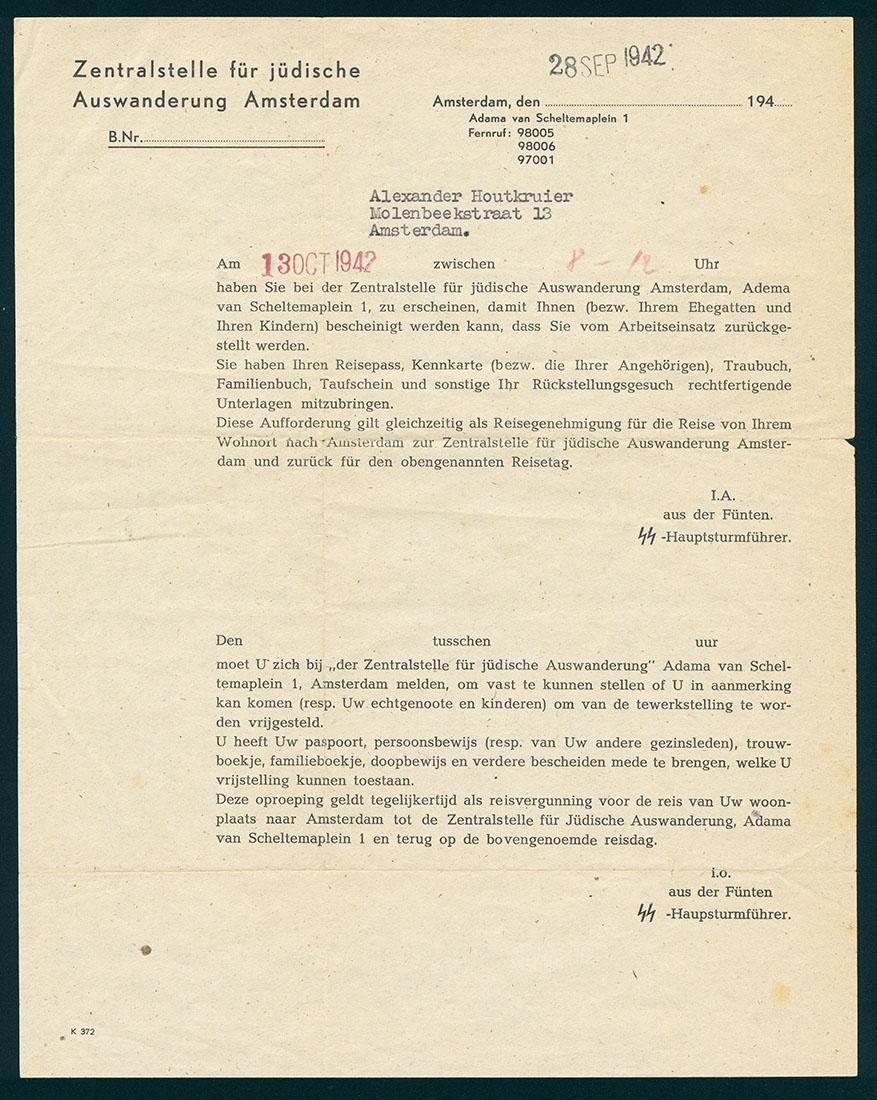 Zentralstelle für jüdische
Auswanderung Amsterdam
B.Nr.
28 SEP 1942
Amsterdam, den 194
Adama van Scheltemaplein 1
Fernruf: 98005
98006
97001
Alexander Houtkruier
Molenbeekstraat 13
Amsterdam.
Am 13 OCT 1942 zwischen 8 - 12 Uhr
haben Sie bei der Zentralstelle für jüdische Auswanderung Amsterdam, Adema
van Scheltemaplein 1, zu erscheinen, damit Ihnen (bezw. Ihrem Ehegatten und
Ihren Kindern) bescheinigt werden kann, dass Sie vom Arbeitseinsatz zurückge-
stellt werden.
Sie haben Ihren Reisepass, Kennkarte (bezw. die Ihrer Angehörigen), Traubuch,
Familienbuch, Taufschein und sonstige Ihr Rückstellungsgesuch rechtfertigende
Unterlagen mitzubringen.
Diese Aufforderung gilt gleichzeitig als Reisegenehmigung für die Reise von Ihrem
Wohnort nach Amsterdam zur Zentralstelle für jüdische Auswanderung Amster-
dam und zurück für den obengenannten Reisetag.
I.A.
aus der Fünten.
SS -Hauptsturmführer.
Den tusschen uur
moet U zich bij „der Zentralstelle für jüdische Auswanderung" Adama van Schel-
temaplein 1, Amsterdam melden, om vast te kunnen stellen of U in aanmerking
kan komen (resp. Uw echtgenoote en kinderen) om van de tewerkstelling te wor-
den vrijgesteld.
U heeft Uw paspoort, persoonsbewijs (resp. van Uw andere gezinsleden), trouw-
boekje, familieboekje, doopbewijs en verdere bescheiden mede te brengen, welke U
vrijstelling kunnen toestaan.
Deze oproeping geldt tegelijkertijd als reisvergunning voor de reis van Uw woon-
plaats naar Amsterdam tot de Zentralstelle für Jüdische Auswanderung, Adama
van Scheltemaplein 1 en terug op de bovengenoemde reisdag.
i.o.
aus der Fünten
SS -Haupsturmführer.
K 372